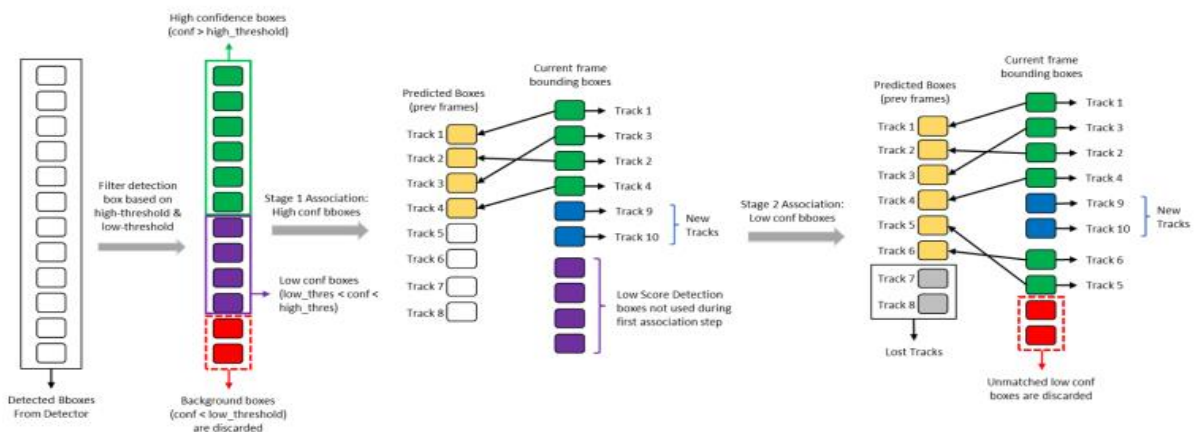 High confidence boxes
(conf > high_threshold)
Detected Bboxes
From Detector
Filter detection
box based on
high-threshold &
low-threshold
Low conf boxes
(low_thres < conf <
high_thres)
Background boxes
(conf < low_threshold)
are discarded
Stage 1 Association:
High conf bboxes
Predicted Boxes
(prev frames)
Track 1
Track 2
Track 3
Track 4
Track 5
Track 6
Track 7
Track 8
Current frame
bounding boxes
Track 1
Track 3
Track 2
Track 4
Track 9
Track 10
New
Tracks
Low Score Detection
boxes not used during
first association step
Stage 2 Association:
Low conf bboxes
Predicted Boxes
(prev frames)
Track 1
Track 2
Track 3
Track 4
Track 5
Track 6
Track 7
Track 8
Lost Tracks
Current frame
bounding boxes
Track 1
Track 3
Track 2
Track 4
Track 9
Track 10
New
Tracks
Track 6
Track 5
Unmatched low conf
boxes are discarded